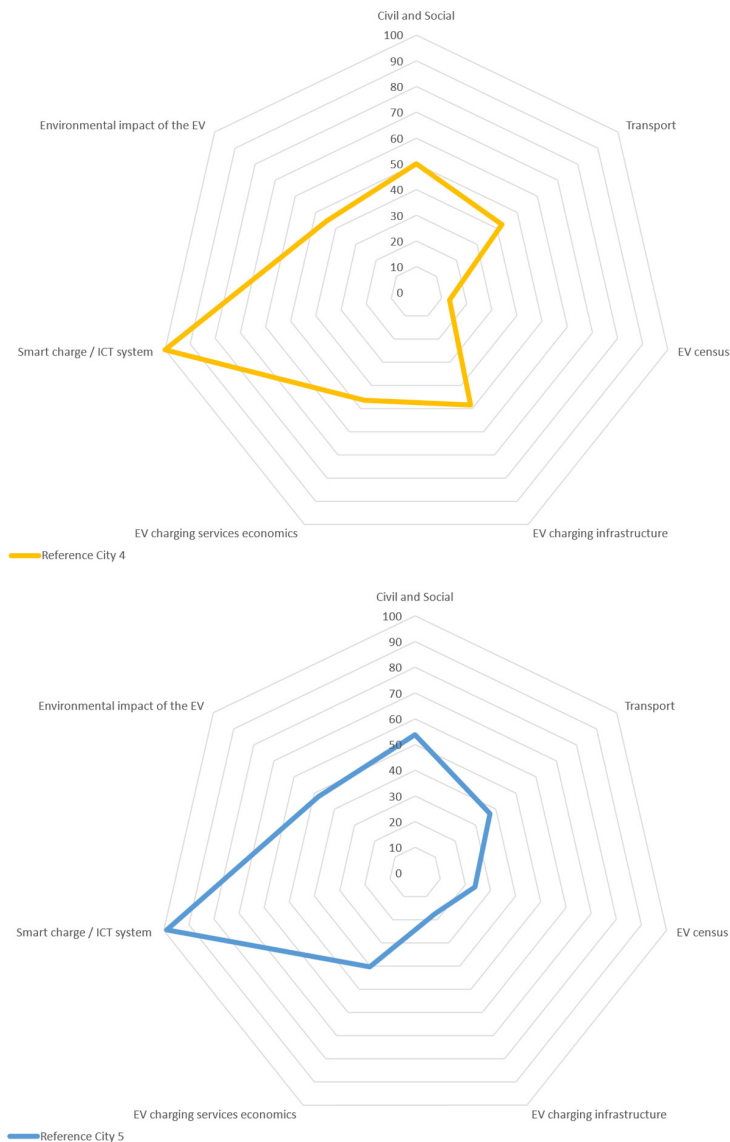 Civil and Social
100
90
80
70
60
50
40
30
20
10
0
Environmental impact of the EV
Transport
Smart charge / ICT system
EV census
EV charging services economics
EV charging infrastructure
Reference City 4
Civil and Social
100
90
80
70
60
50
40
30
20
10
0
Environmental impact of the EV
Transport
Smart charge / ICT system
EV census
EV charging services economics
EV charging infrastructure
Reference City 5